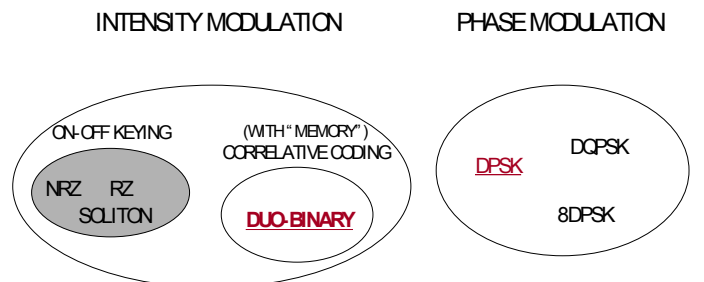 INTENSITY MODULATION
PHASE MODULATION
ON-OFF KEYING
(WITH “MEMORY”)
CORRELATIVE CODING
NRZ RZ
SOLITON
DUO-BINARY
DPSK
DQPSK
8DPSK